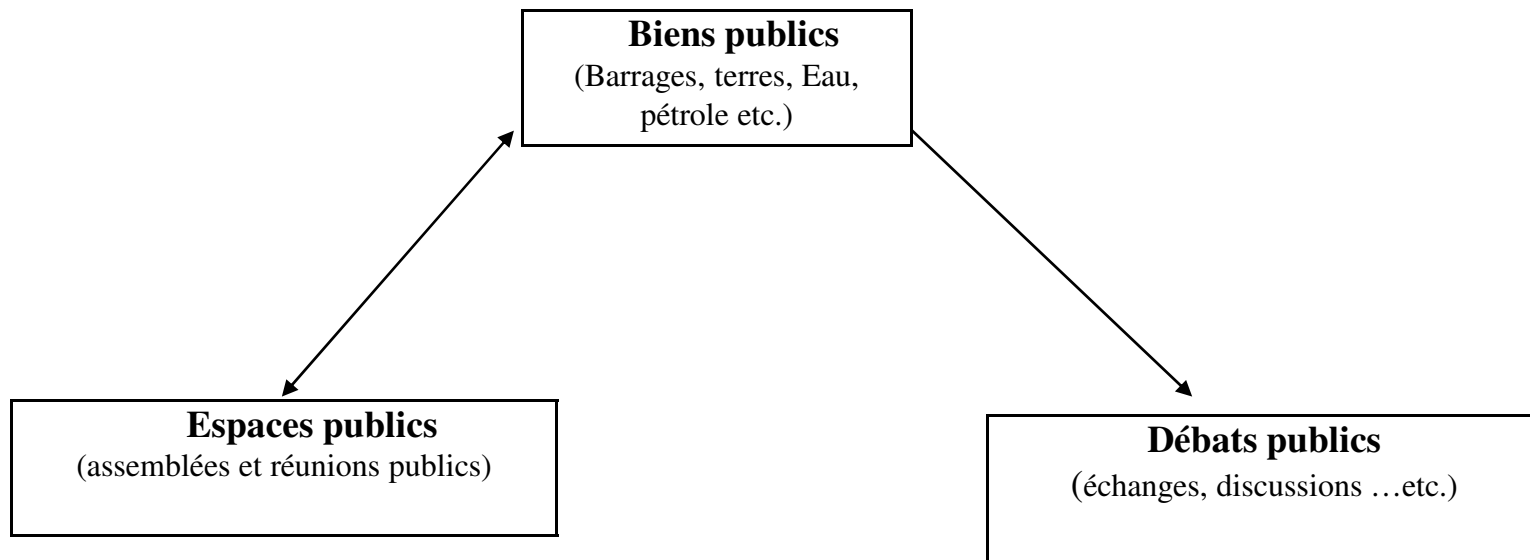 Biens publics
(Barrages, terres, Eau,
pétrole etc.)
Espaces publics
(assemblées et réunions publics)
Débats publics
(échanges, discussions …etc.)